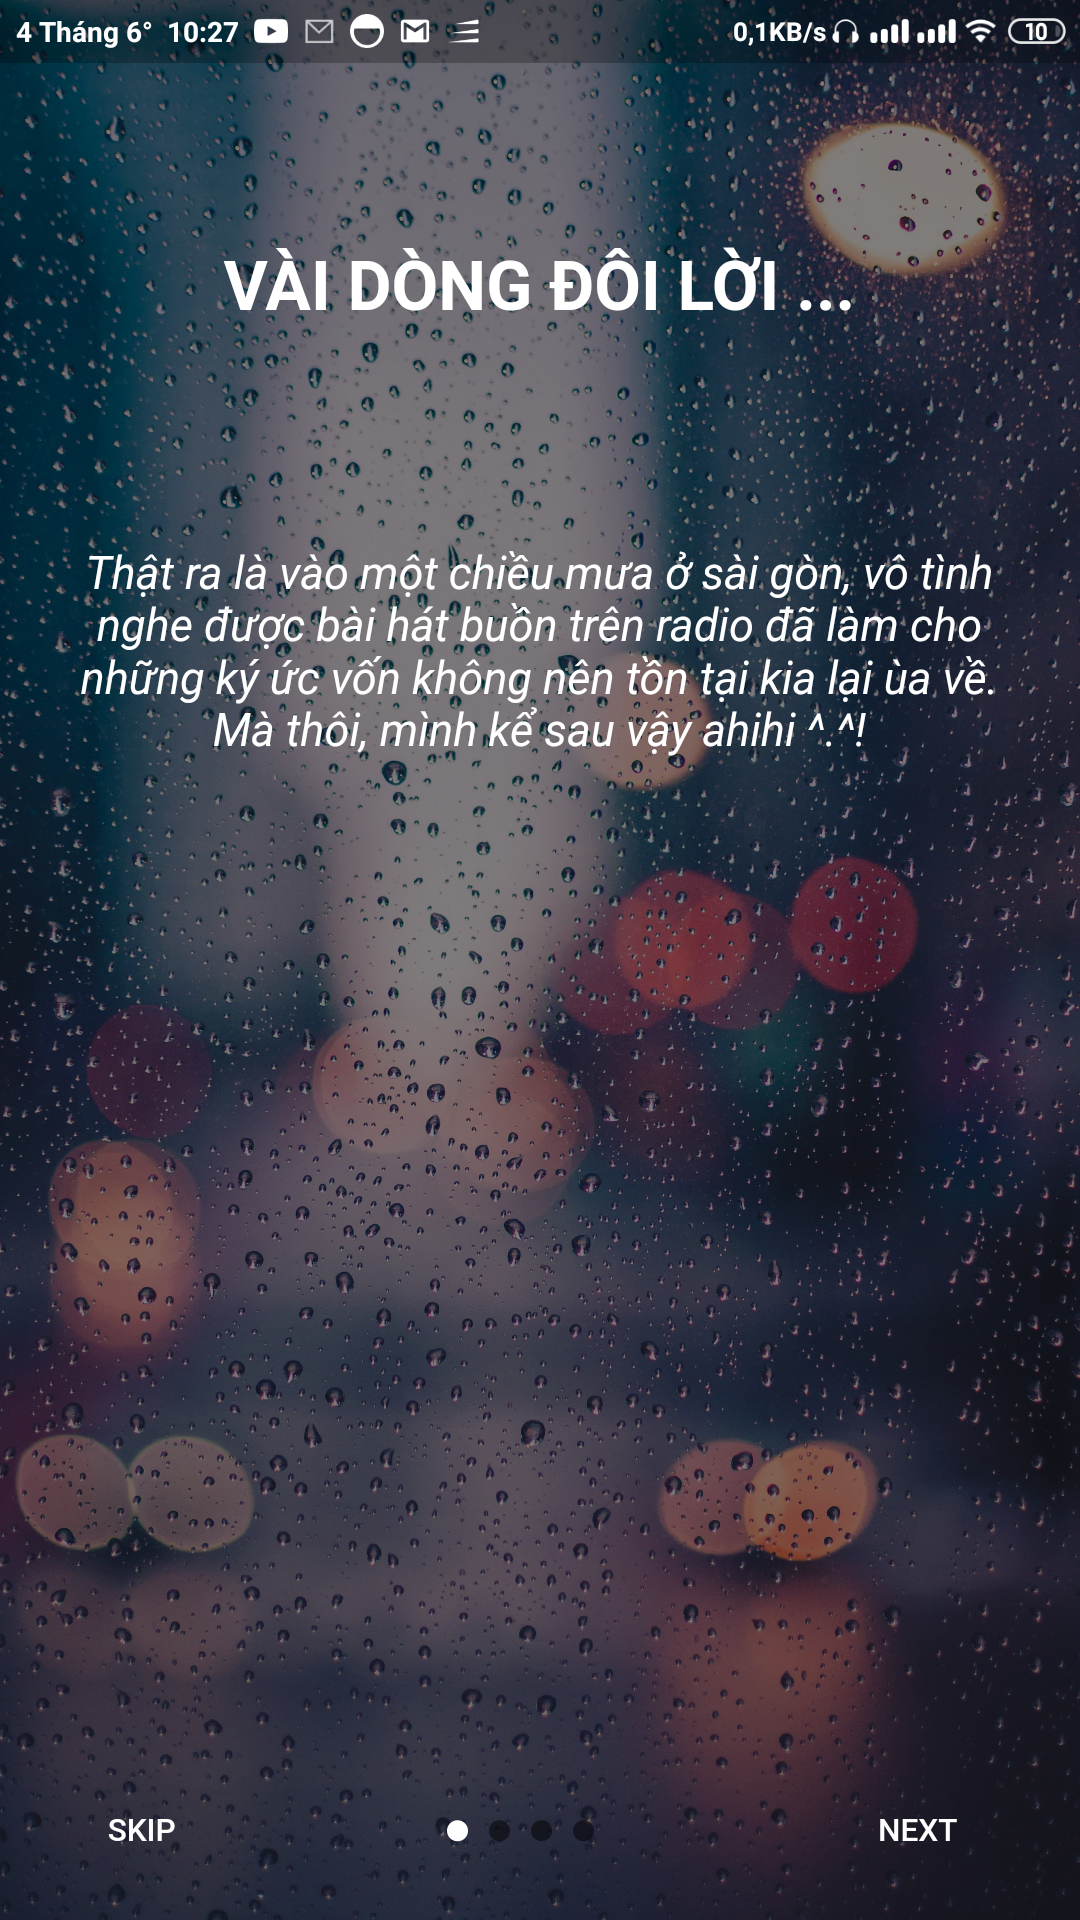 4 Tháng 6° 10:27 0,1KB/s 10
VÀI DÒNG ĐÔI LỜI ...
Thật ra là vào một chiều mưa ở sài gòn, vô tình
nghe được bài hát buồn trên radio đã làm cho
những ký ức vốn không nên tồn tại kia lại ùa về.
Mà thôi, mình kể sau vậy ahihi ^.^!
SKIP NEXT